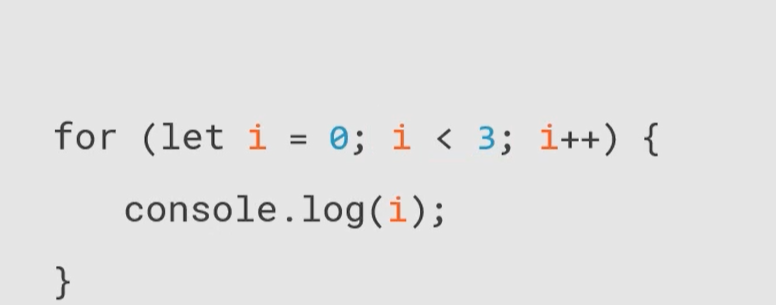 for (let i = 0; i < 3; i++) {
    console.log(i);
}